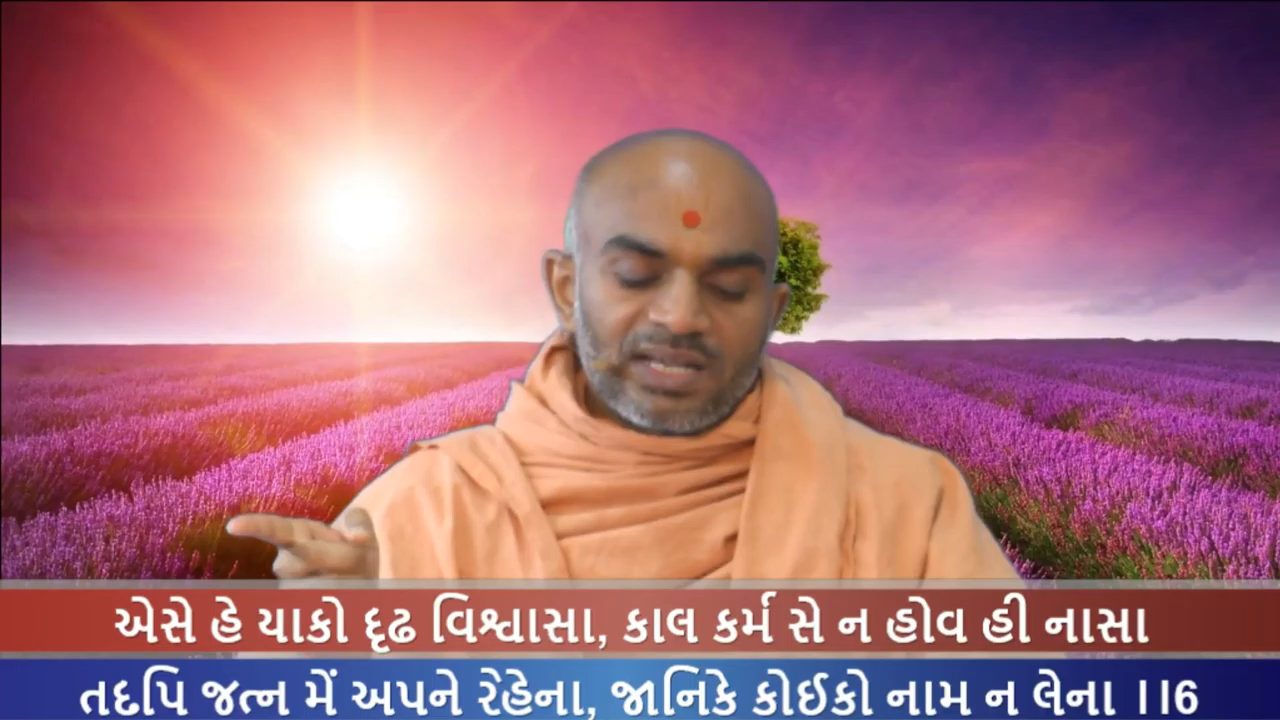 એસે હે યાકો દૃઢ વિશ્વાસા, કાલ કર્મ સે ન હોવ હી નાસા
તદપિ જત્ન મેં અપને રેહેના, જાનિકે કોઈકો નામ ન લેના ।।6